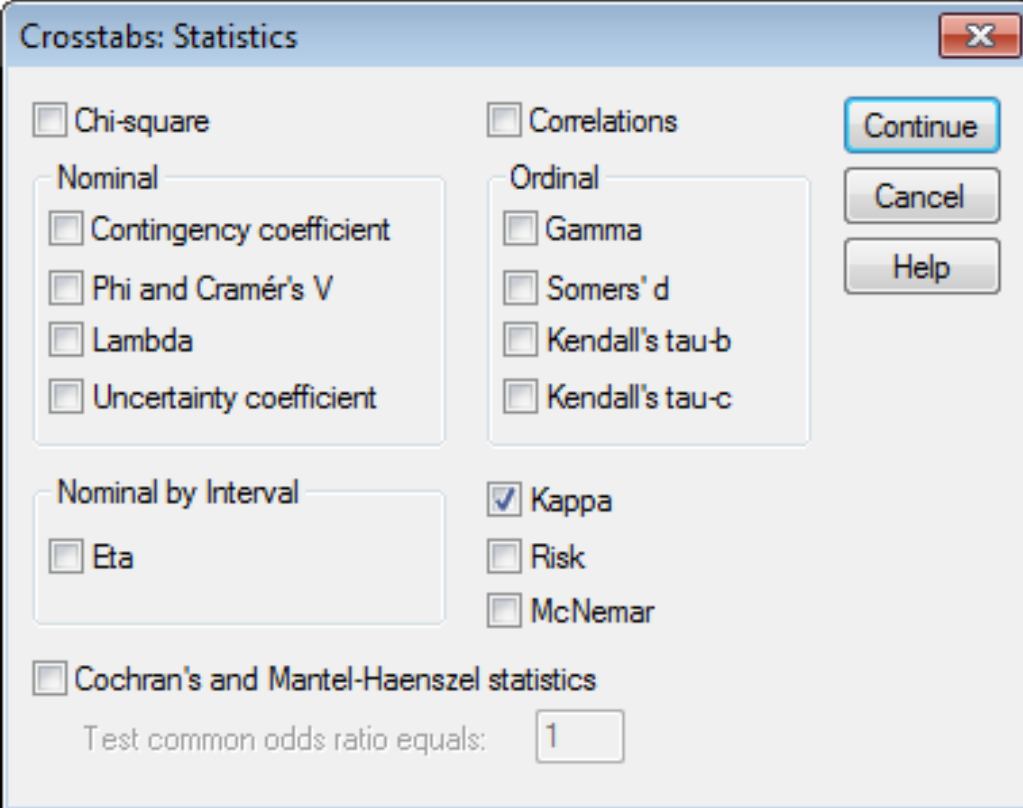 Crosstabs: Statistics
Chi-square
Correlations
Continue
Cancel
Help
Nominal
Contingency coefficient
Phi and Cramér's V
Lambda
Uncertainty coefficient
Ordinal
Gamma
Somers' d
Kendall's tau-b
Kendall's tau-c
Nominal by Interval
Eta
Kappa
Risk
McNemar
Cochran's and Mantel-Haenszel statistics
Test common odds ratio equals: 1